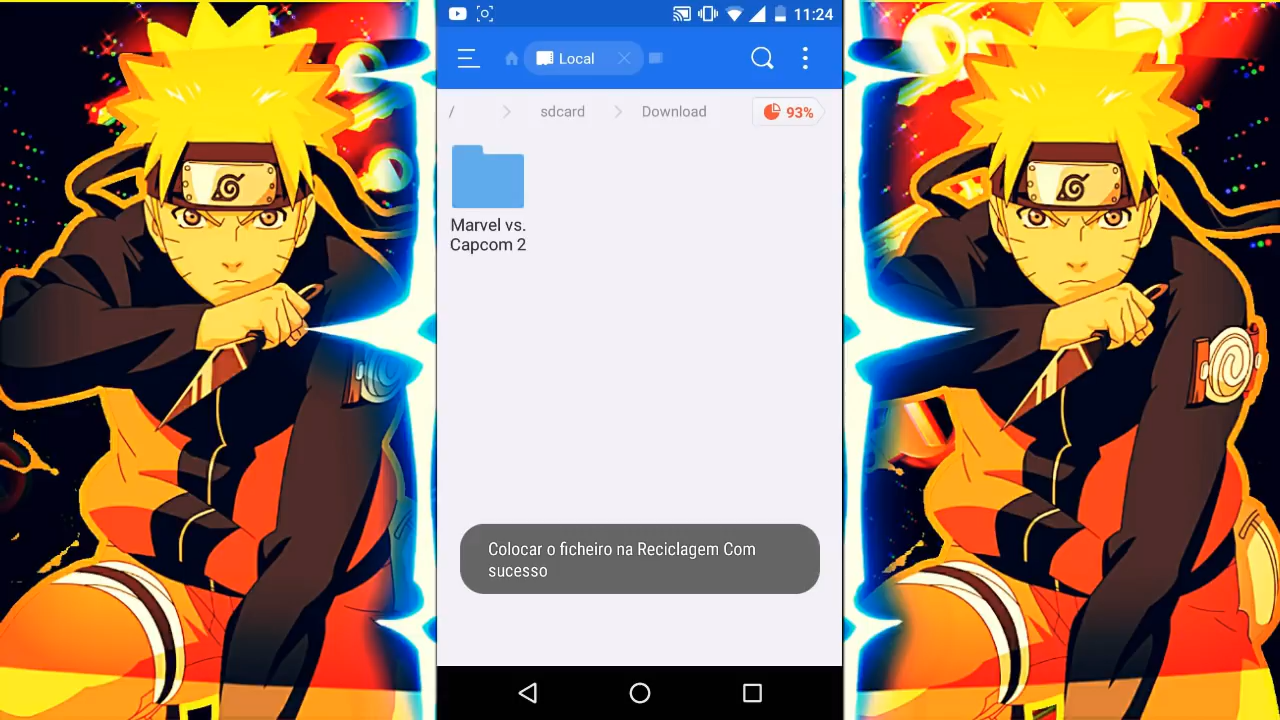 11:24
Local
/ sdcard Download 93%
Marvel vs.
Capcom 2
Colocar o ficheiro na Reciclagem Com
sucesso